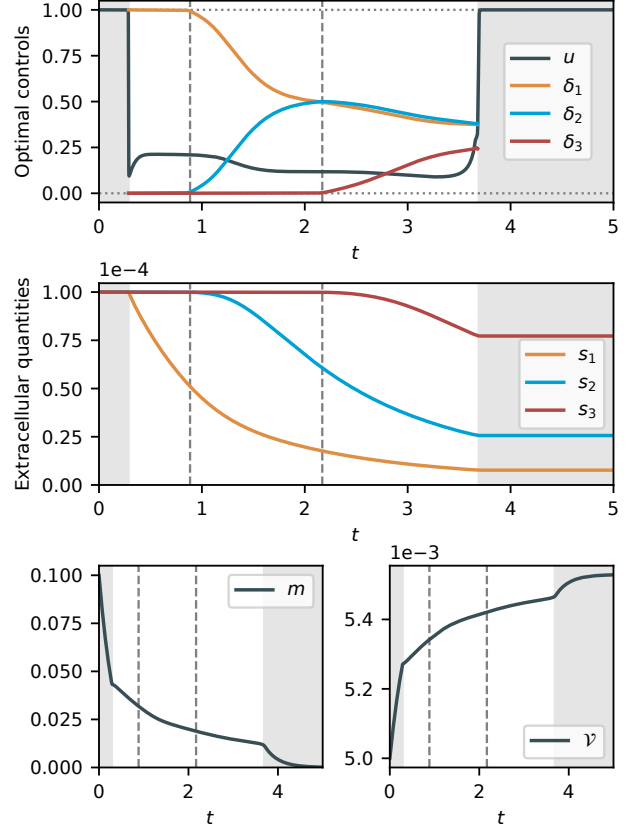 Optimal controls
1.00
0.75
0.50
0.25
0.00
u
δ1
δ2
δ3
0 1 2 3 4 5
t
1e−4
Extracellular quantities
1.00
0.75
0.50
0.25
0.00
s1
s2
s3
0 1 2 3 4 5
t
0.100
0.075
0.050
0.025
0.000
m
0 2 4
t
1e−3
5.4
5.2
5.0
𝒱
0 2 4
t